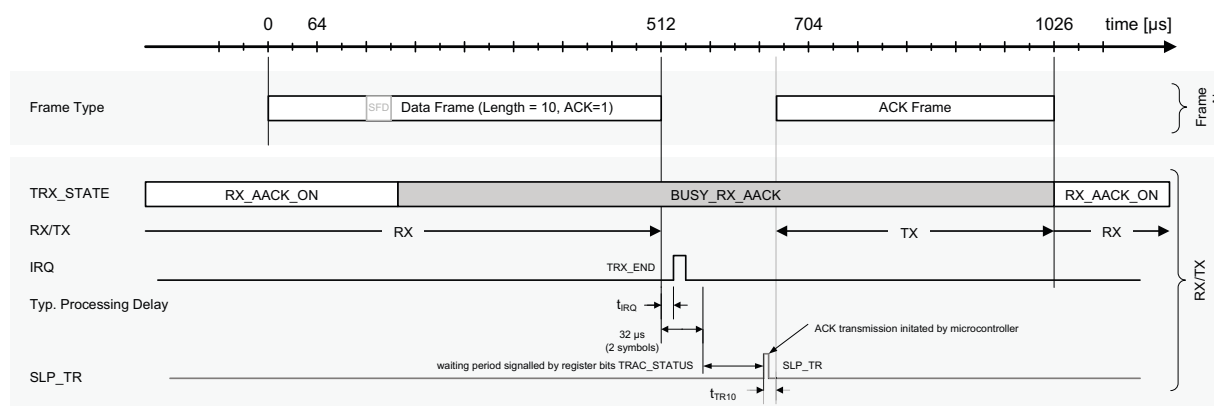 0 64 512 704 1026 time [µs]
Frame Type
SFD
Data Frame (Length = 10, ACK=1)
ACK Frame
Frame
TRX_STATE
RX_AACK_ON
BUSY_RX_AACK
RX_AACK_ON
RX/TX
RX
TX
RX
IRQ
TRX_END
RX/TX
Typ. Processing Delay
tIRQ
32 µs
(2 symbols)
ACK transmission initated by microcontroller
waiting period signalled by register bits TRAC_STATUS
SLP_TR
SLP_TR
tTR10